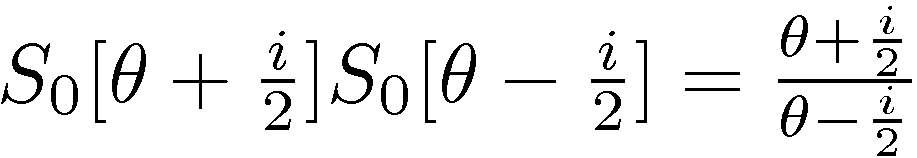 $S_0[\theta + \frac{i}{2}]S_0[\theta - \frac{i}{2}] = \frac{\theta + \frac{i}{2}}{\theta - \frac{i}{2}}$